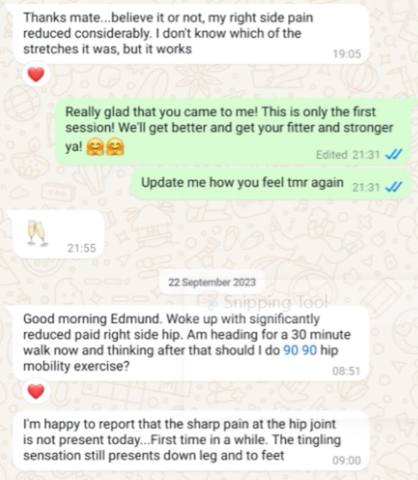 Thanks mate...believe it or not, my right side pain
reduced considerably. I don't know which of the
stretches it was, but it works
19:05
Really glad that you came to me! This is only the first
session! We'll get better and get your fitter and stronger
ya! 🤗🤗
Edited 21:31
Update me how you feel tmr again 21:31
🥂
21:55
22 September 2023
Snipping Tool
Good morning Edmund. Woke up with significantly
reduced paid right side hip. Am heading for a 30 minute
walk now and thinking after that should I do 90 90 hip
mobility exercise?
08:51
I'm happy to report that the sharp pain at the hip joint
is not present today...First time in a while. The tingling
sensation still presents down leg and to feet
09:00